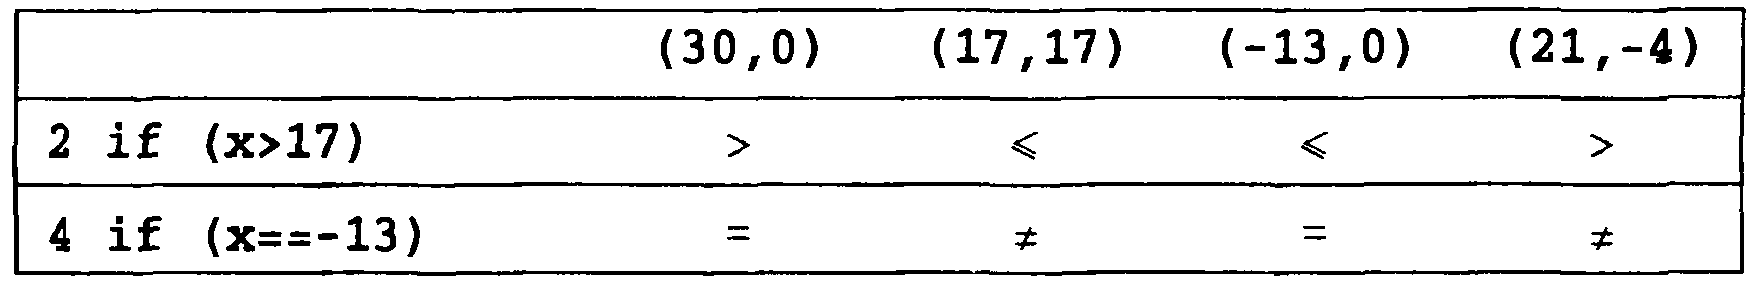 (30,0) (17,17) (-13,0) (21,-4)
2 if (x>17) > ⩽ ⩽ >
4 if (x==-13) = ≠ = ≠